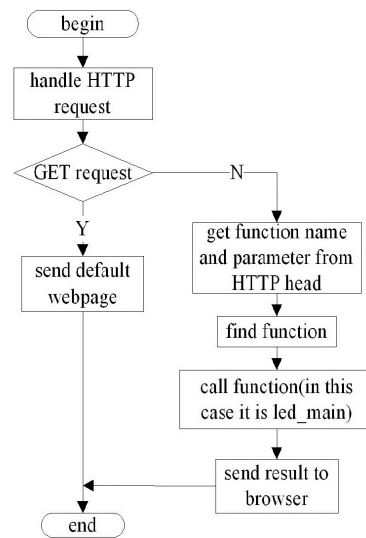 begin
handle HTTP
request
GET request
N
Y
get function name
and parameter from
HTTP head
send default
webpage
find function
call function(in this
case it is led_main)
send result to
browser
end